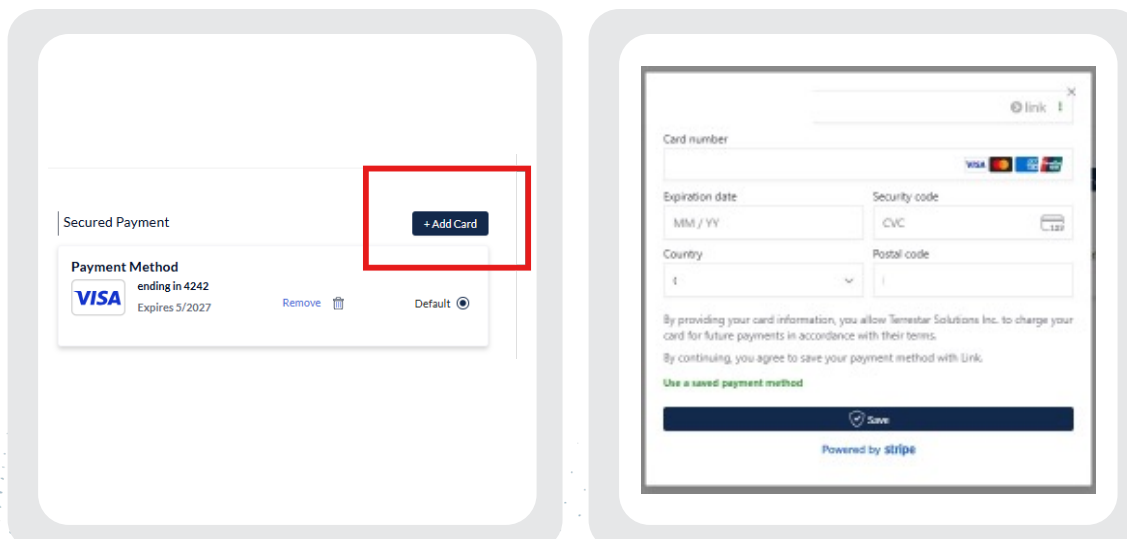 Secured Payment
+ Add Card
Payment Method
VISA
ending in 4242
Expires 5/2027
Remove
Default
link
Card number
VISA
Expiration date
Security code
MM / YY
CVC
123
Country
Postal code
By providing your card information, you allow Terrestar Solutions Inc. to charge your
card for future payments in accordance with their terms.
By continuing, you agree to save your payment method with Link.
Use a saved payment method
Save
Powered by stripe